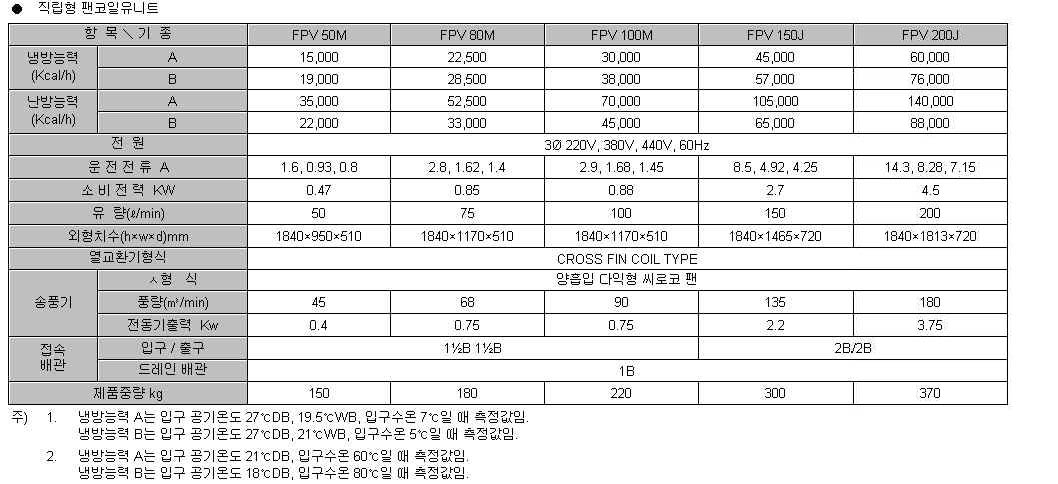 ● 직립형 팬코일유니트
항 목 ＼ 기 종 FPV 50M FPV 80M FPV 100M FPV 150J FPV 200J
냉방능력 (Kcal/h) A 15,000 22,500 30,000 45,000 60,000
B 19,000 28,500 38,000 57,000 76,000
난방능력 (Kcal/h) A 35,000 52,500 70,000 105,000 140,000
B 22,000 33,000 45,000 65,000 88,000
전 원 3Ø 220V, 380V, 440V, 60Hz
운 전 전 류 A 1.6, 0.93, 0.8 2.8, 1.62, 1.4 2.9, 1.68, 1.45 8.5, 4.92, 4.25 14.3, 8.28, 7.15
소 비 전 력 KW 0.47 0.85 0.88 2.7 4.5
유 량(ℓ/min) 50 75 100 150 200
외형치수(h×w×d)mm 1840×950×510 1840×1170×510 1840×1170×510 1840×1465×720 1840×1813×720
열교환기형식 CROSS FIN COIL TYPE
송풍기 ㅅ형 식 양흡입 다익형 씨로코 팬
풍량(㎥/min) 45 68 90 135 180
전동기출력 Kw 0.4 0.75 0.75 2.2 3.75
접속 배관 입구 / 출구 1½B 1½B 2B/2B
드레인 배관 1B
제품중량 kg 150 180 220 300 370
주) 1. 냉방능력 A는 입구 공기온도 27℃DB, 19.5℃WB, 입구수온 7℃일 때 측정값임.
냉방능력 B는 입구 공기온도 27℃DB, 21℃WB, 입구수온 5℃일 때 측정값임.
2. 냉방능력 A는 입구 공기온도 21℃DB, 입구수온 60℃일 때 측정값임.
냉방능력 B는 입구 공기온도 18℃DB, 입구수온 80℃일 때 측정값임.